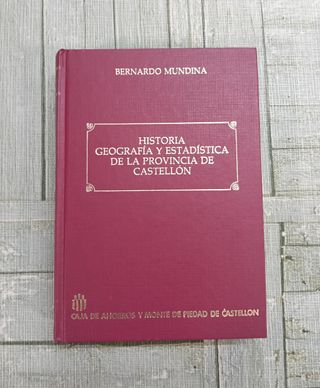 BERNARDO MUNDINA
HISTORIA
GEOGRAFÍA Y ESTADÍSTICA
DE LA PROVINCIA DE
CASTELLÓN
CAJA DE AHORROS Y MONTE DE PIEDAD DE CASTELLON